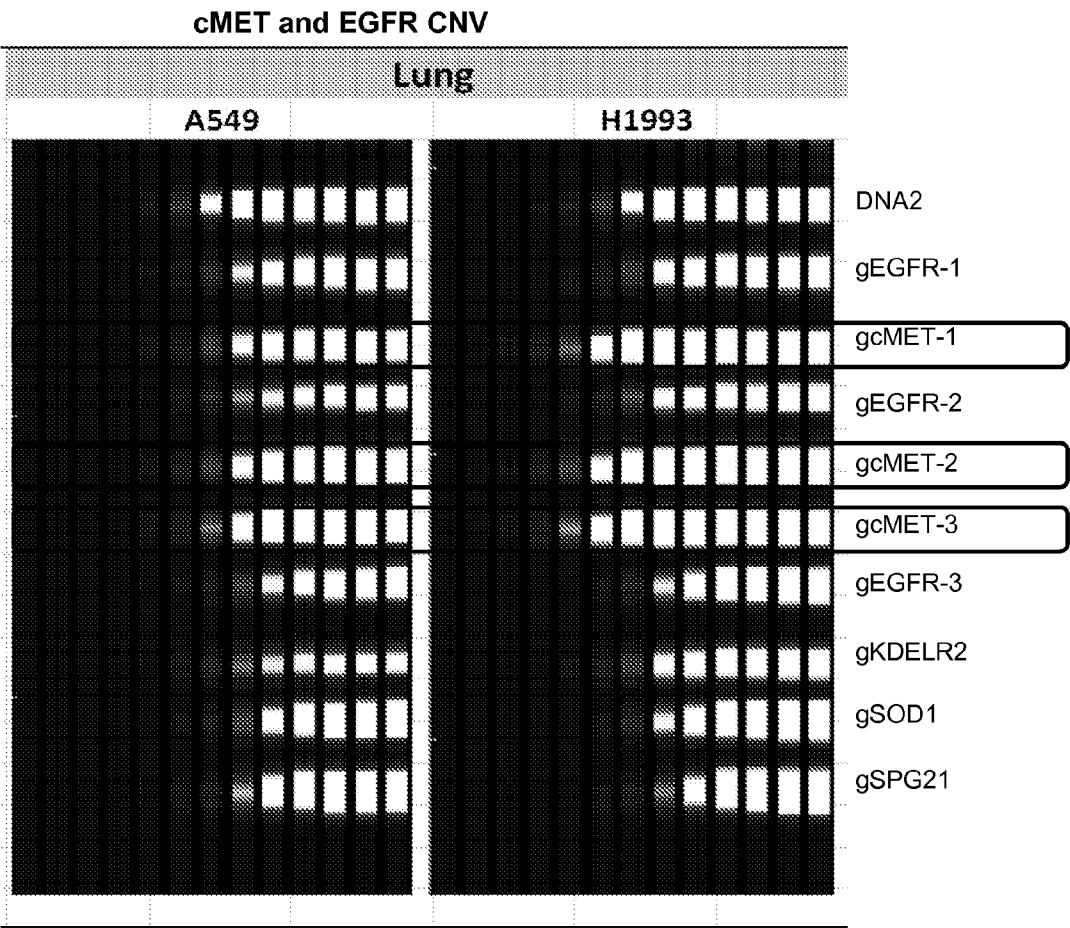 cMET and EGFR CNV
Lung
A549 H1993
DNA2
gEGFR-1
gcMET-1
gEGFR-2
gcMET-2
gcMET-3
gEGFR-3
gKDELR2
gSOD1
gSPG21